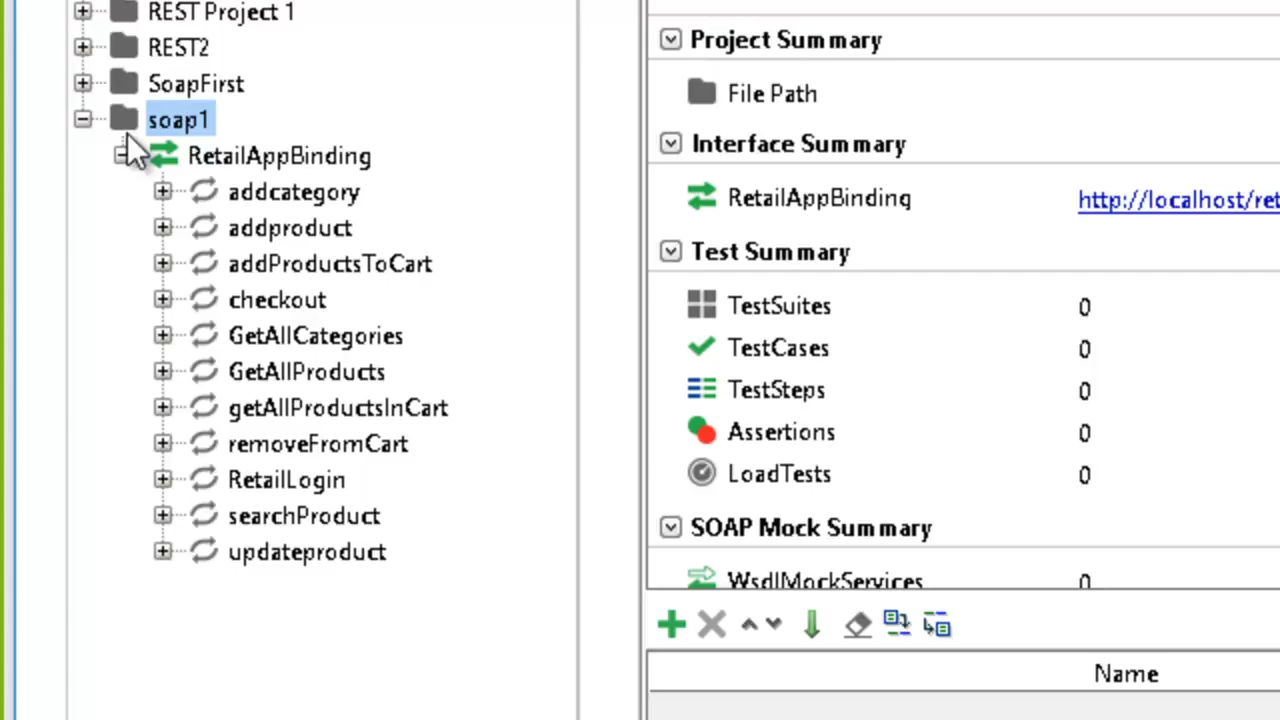 REST Project 1
REST2
SoapFirst
soap1
RetailAppBinding
addcategory
addproduct
addProductsToCart
checkout
GetAllCategories
GetAllProducts
getAllProductsInCart
removeFromCart
RetailLogin
searchProduct
updateproduct
Project Summary
File Path
Interface Summary
RetailAppBinding http://localhost/ret
Test Summary
TestSuites 0
TestCases 0
TestSteps 0
Assertions 0
LoadTests 0
SOAP Mock Summary
WsdlMockServices 0
Name